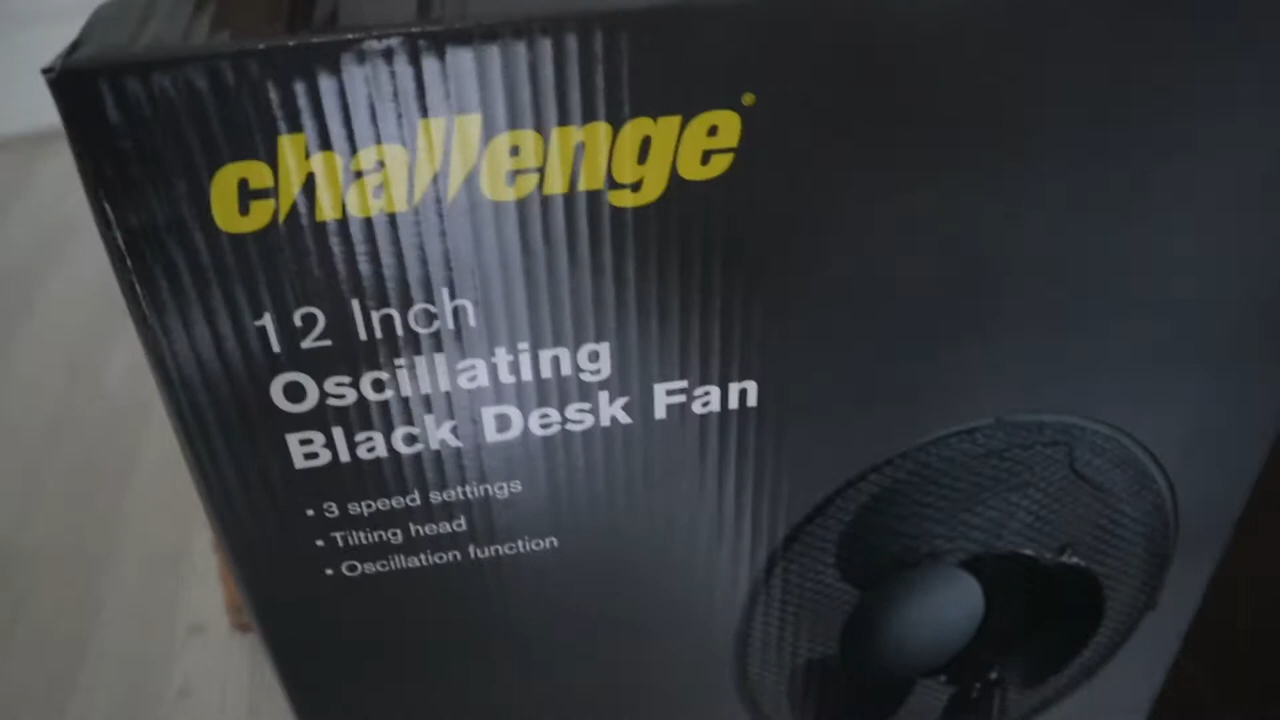 challenge
12 Inch
Oscillating
Black Desk Fan
• 3 speed settings
• Tilting head
• Oscillation function